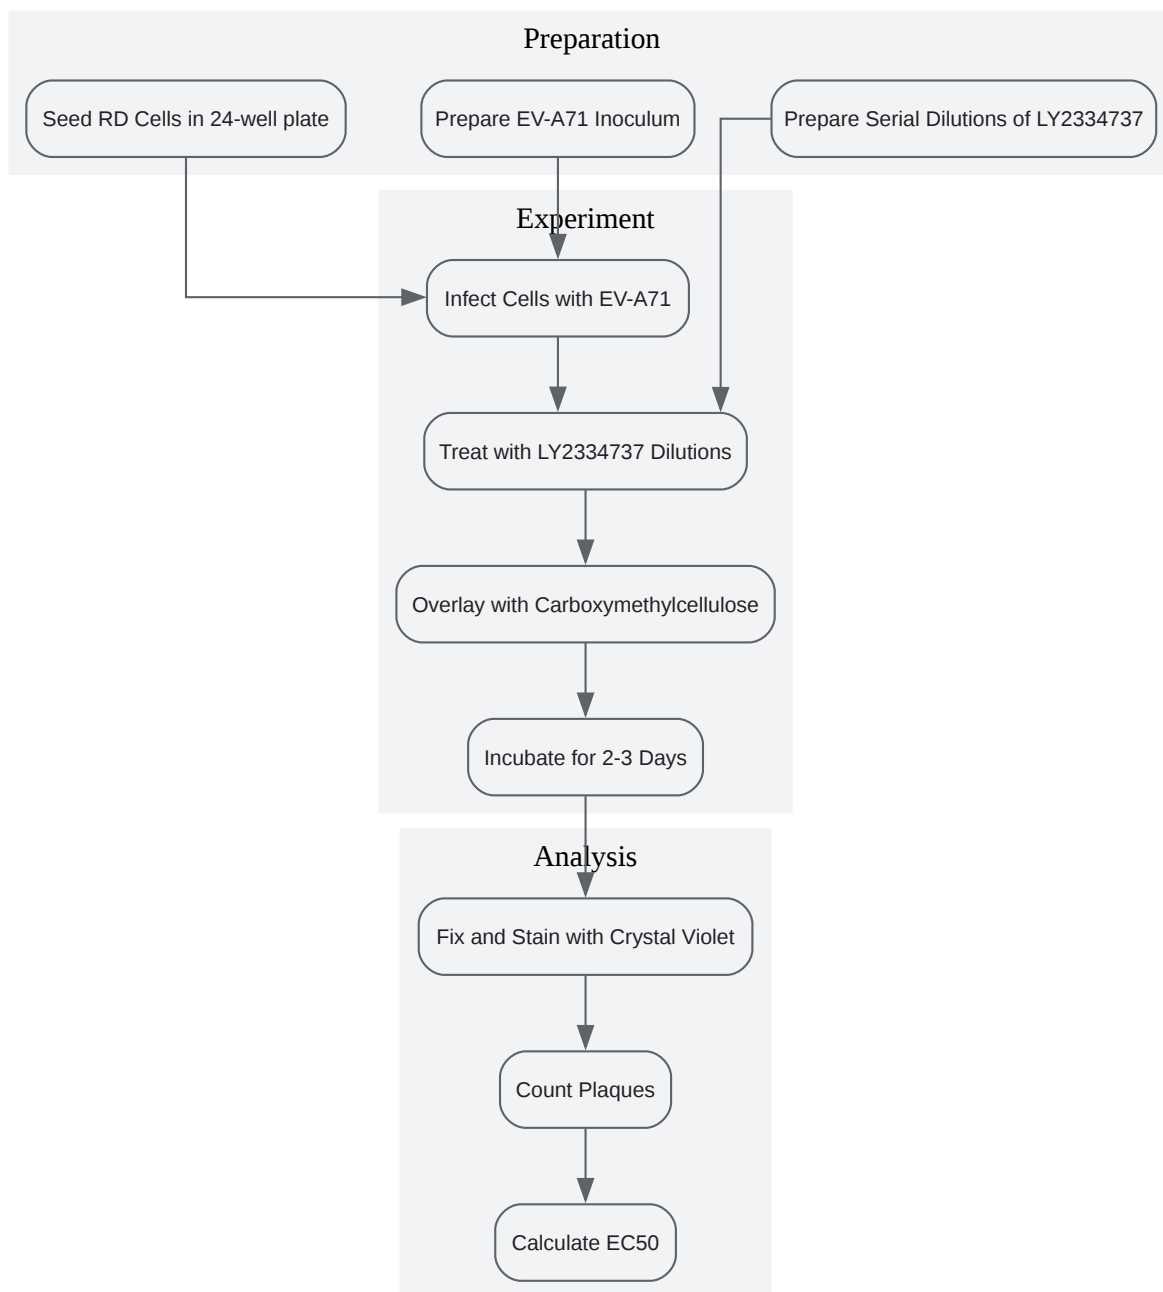 Preparation
Seed RD Cells in 24-well plate
Prepare EV-A71 Inoculum
Prepare Serial Dilutions of LY2334737
Experiment
Infect Cells with EV-A71
Treat with LY2334737 Dilutions
Overlay with Carboxymethylcellulose
Incubate for 2-3 Days
Analysis
Fix and Stain with Crystal Violet
Count Plaques
Calculate EC50